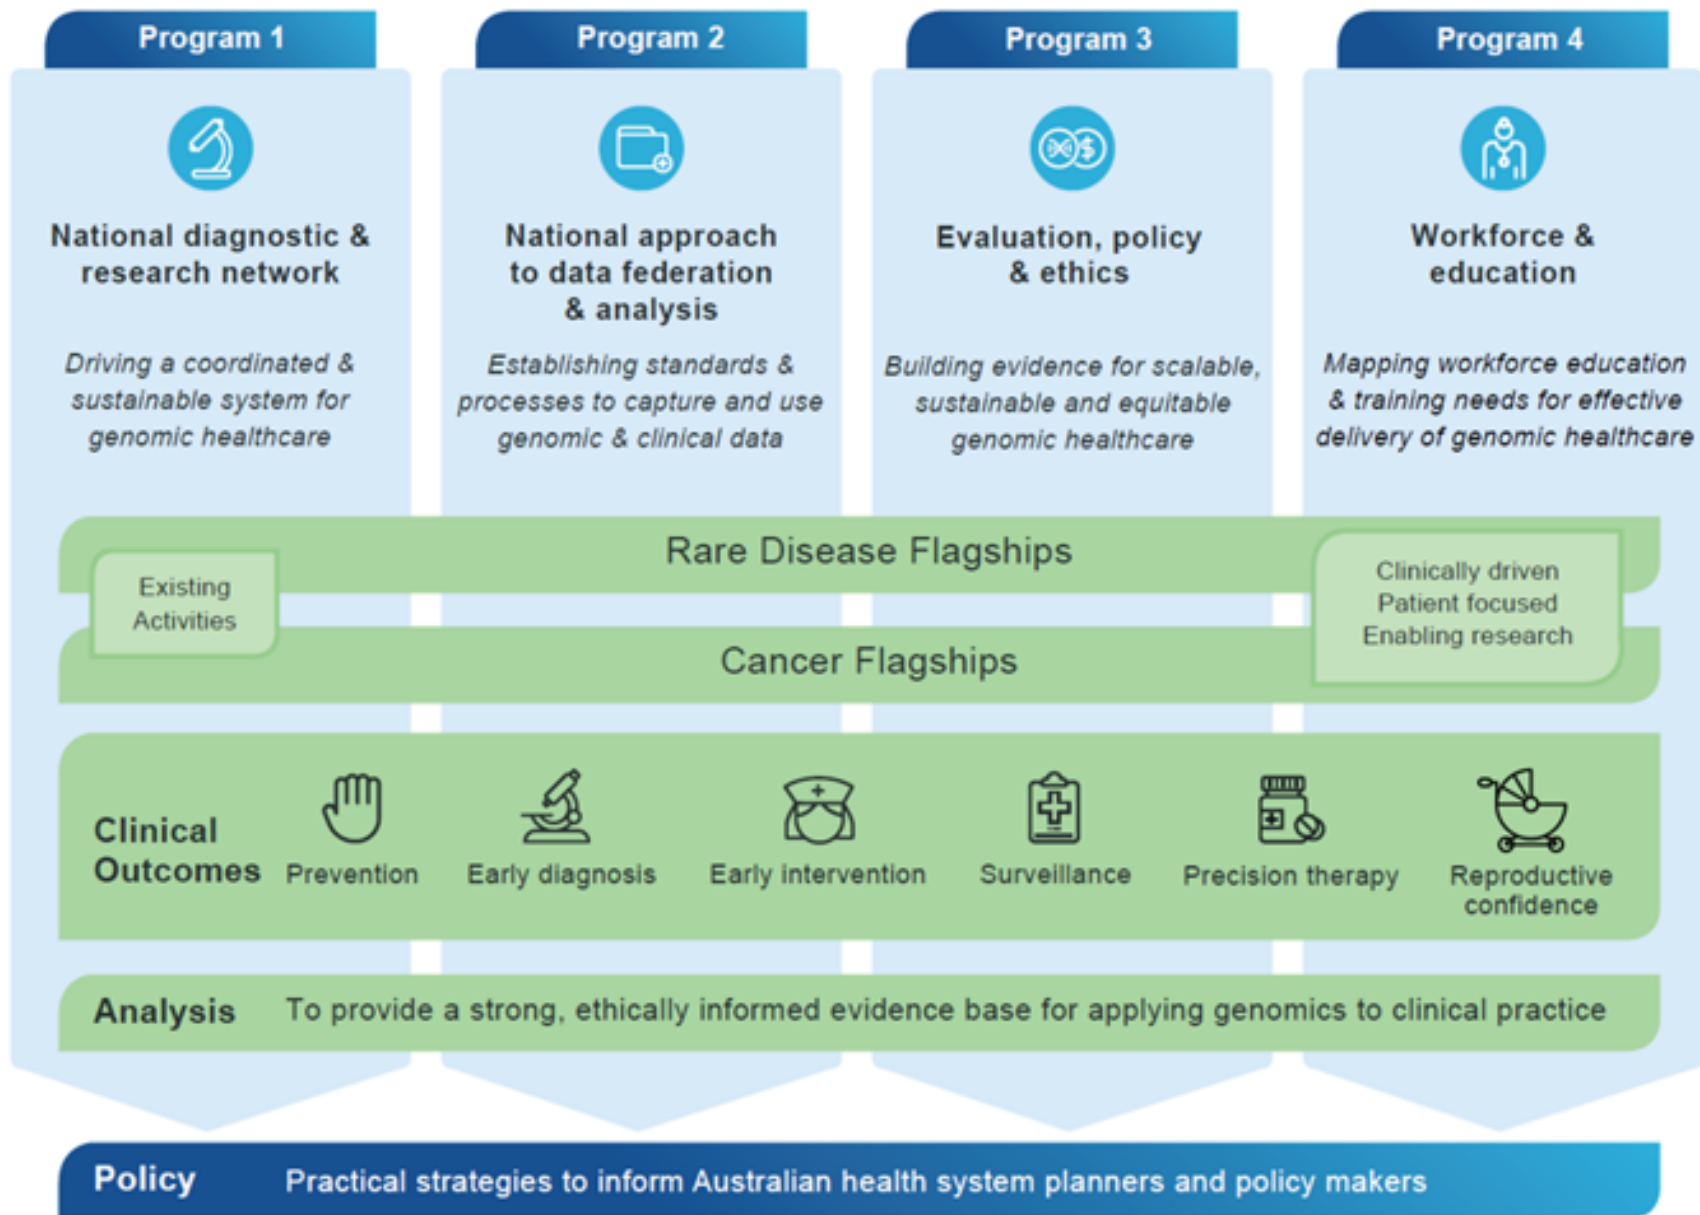 Program 1
Program 2
Program 3
Program 4
National diagnostic &
research network
National approach
to data federation
& analysis
Evaluation, policy
& ethics
Workforce &
education
Driving a coordinated &
sustainable system for
genomic healthcare
Establishing standards &
processes to capture and use
genomic & clinical data
Building evidence for scalable,
sustainable and equitable
genomic healthcare
Mapping workforce education
& training needs for effective
delivery of genomic healthcare
Rare Disease Flagships
Existing
Activities
Clinically driven
Patient focused
Enabling research
Cancer Flagships
Clinical
Outcomes
Prevention
Early diagnosis
Early intervention
Surveillance
Precision therapy
Reproductive
confidence
Analysis To provide a strong, ethically informed evidence base for applying genomics to clinical practice
Policy Practical strategies to inform Australian health system planners and policy makers